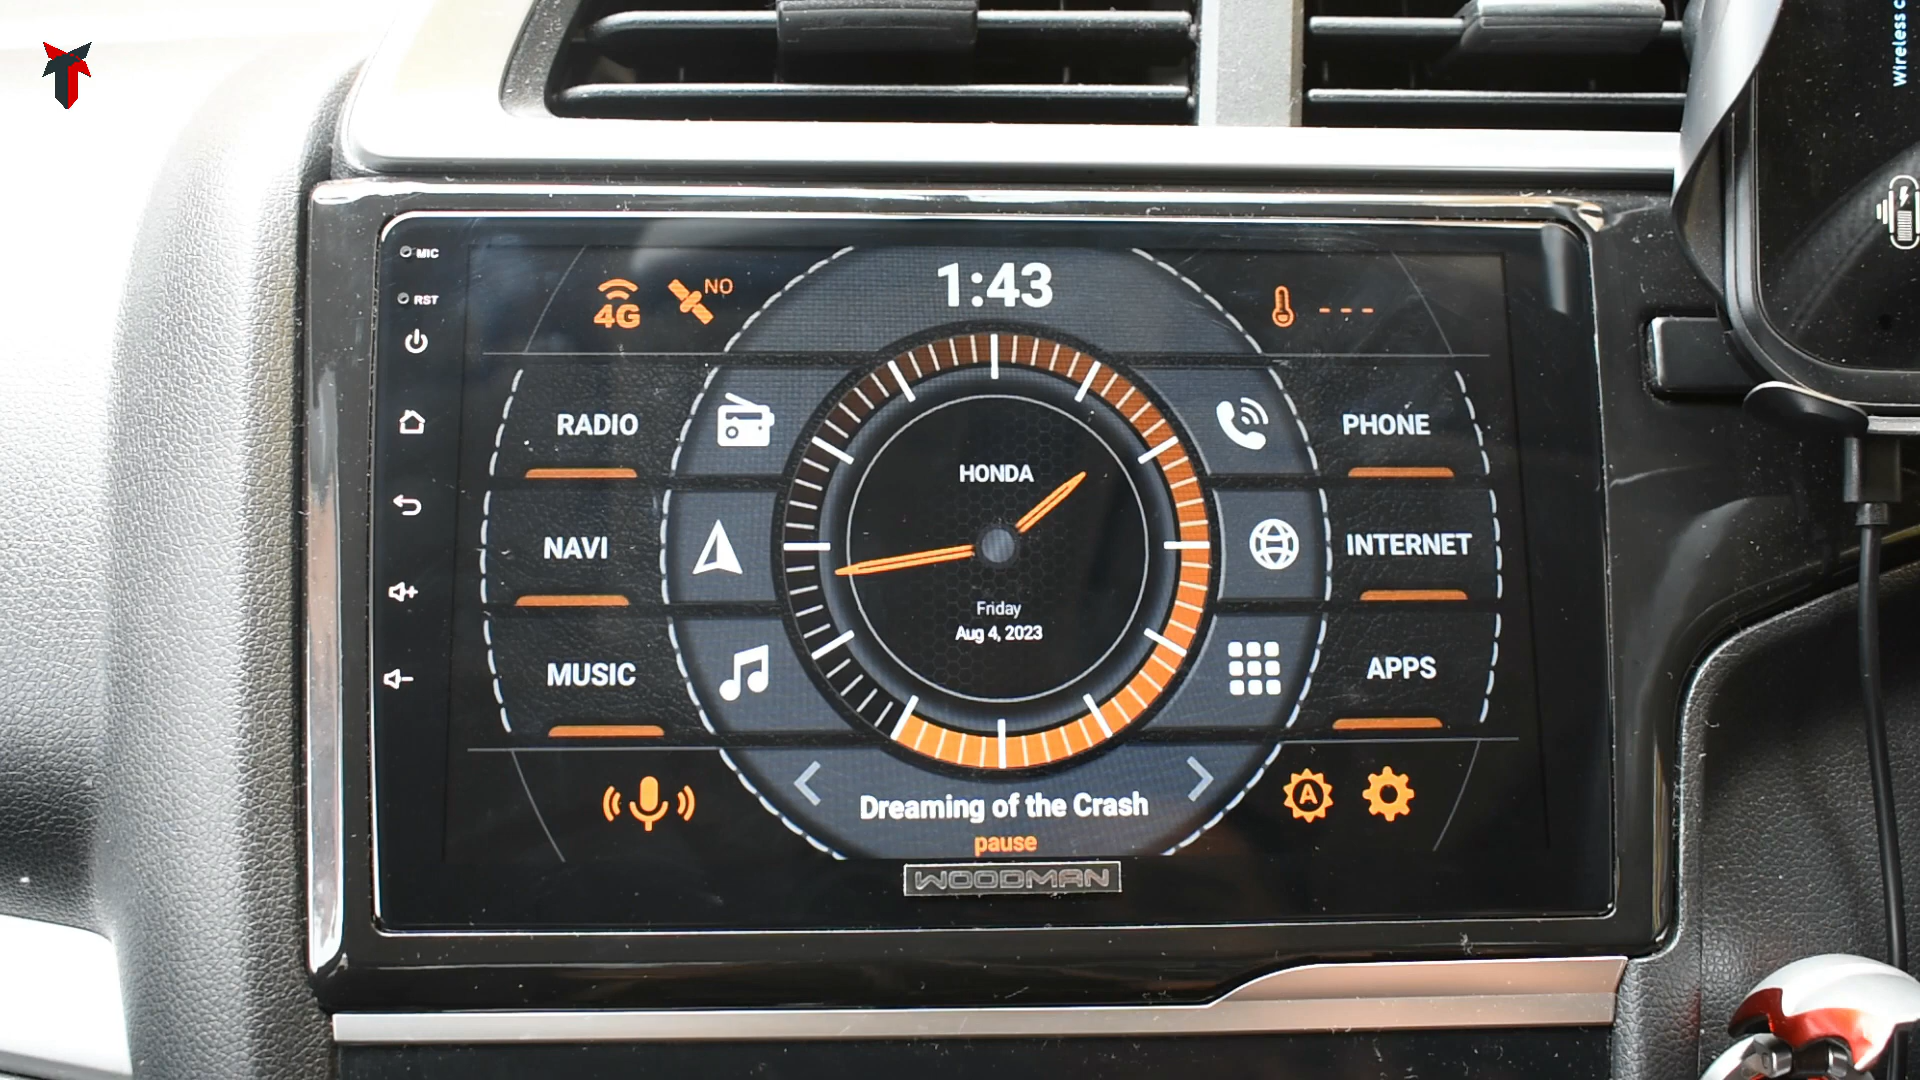 Wireless c
MIC
RST
4G
NO
1:43
---
RADIO
PHONE
HONDA
NAVI
INTERNET
Friday
Aug 4, 2023
MUSIC
APPS
A
Dreaming of the Crash
pause
WOODMAN